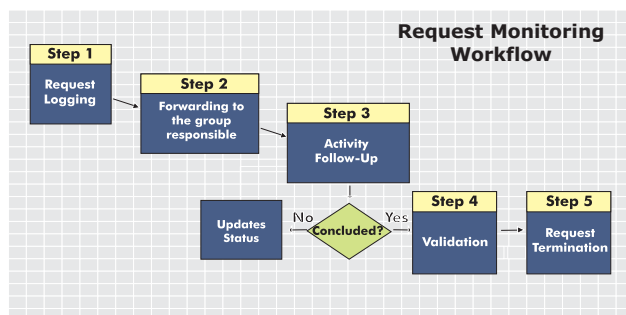 Request Monitoring
Workflow
Step 1
Request
Logging
Step 2
Forwarding to
the group
responsible
Step 3
Activity
Follow-Up
Concluded?
No
Yes
Updates
Status
Step 4
Validation
Step 5
Request
Termination